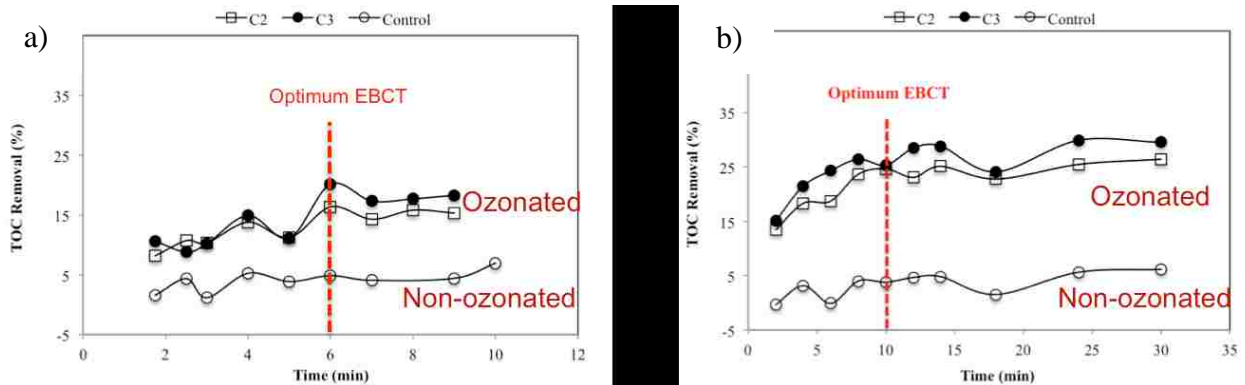 C2 C3 Control
a)
Optimum EBCT
TOC Removal (%)
35
25
15
5
-5
Ozonated
Non-ozonated
0 2 4 6 8 10 12
Time (min)
C2 C3 Control
b)
Optimum EBCT
TOC Removal (%)
35
25
15
5
-5
Ozonated
Non-ozonated
0 5 10 15 20 25 30 35
Time (min)